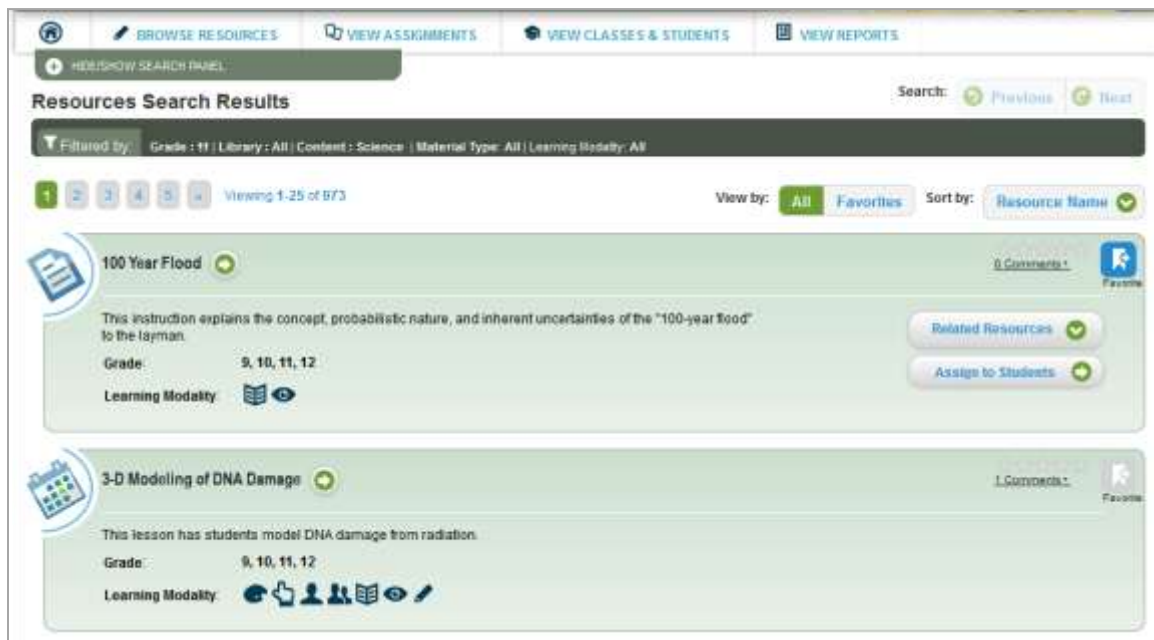 BROWSE RESOURCES VIEW ASSIGNMENTS VIEW CLASSES & STUDENTS VIEW REPORTS
HIDE/SHOW SEARCH PANEL
Resources Search Results
Search: Previous Next
Filtered by: Grade : 11 | Library : All | Content : Science | Material Type: All | Learning Modality: All
1 2 3 4 5 » Viewing 1-25 of 973
View by: All Favorites Sort by: Resource Name
100 Year Flood
0 Comments
Favorite
This instruction explains the concept, probabilistic nature, and inherent uncertainties of the "100-year flood"
to the layman.
Related Resources
Grade: 9, 10, 11, 12
Assign to Students
Learning Modality:
3-D Modeling of DNA Damage
1 Comments
Favorite
This lesson has students model DNA damage from radiation.
Grade: 9, 10, 11, 12
Learning Modality: